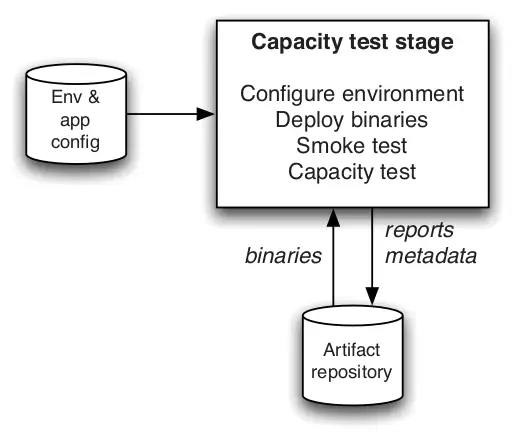 Capacity test stage
Env &
app
config
Configure environment
Deploy binaries
Smoke test
Capacity test
binaries
reports
metadata
Artifact
repository